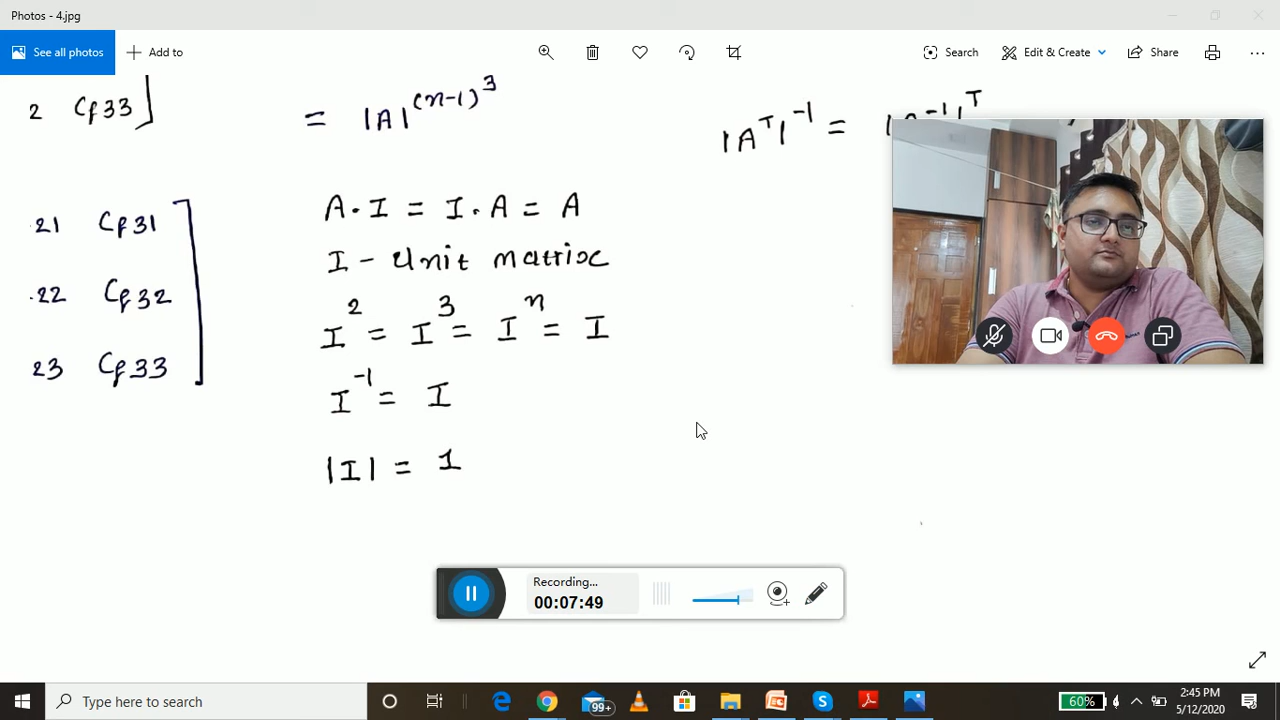 Photos - 4.jpg
See all photos
Add to
Search
Edit & Create
Share
2 Cf33]
= |A|^(n-1)^3
|A^T|^-1 =
A·I = I·A = A
I - Unit matrix
I^2 = I^3 = I^n = I
I^-1 = I
|I| = 1
21 Cf31
22 Cf32
23 Cf33
Recording...
00:07:49
Type here to search
99+
60%
2:45 PM
5/12/2020